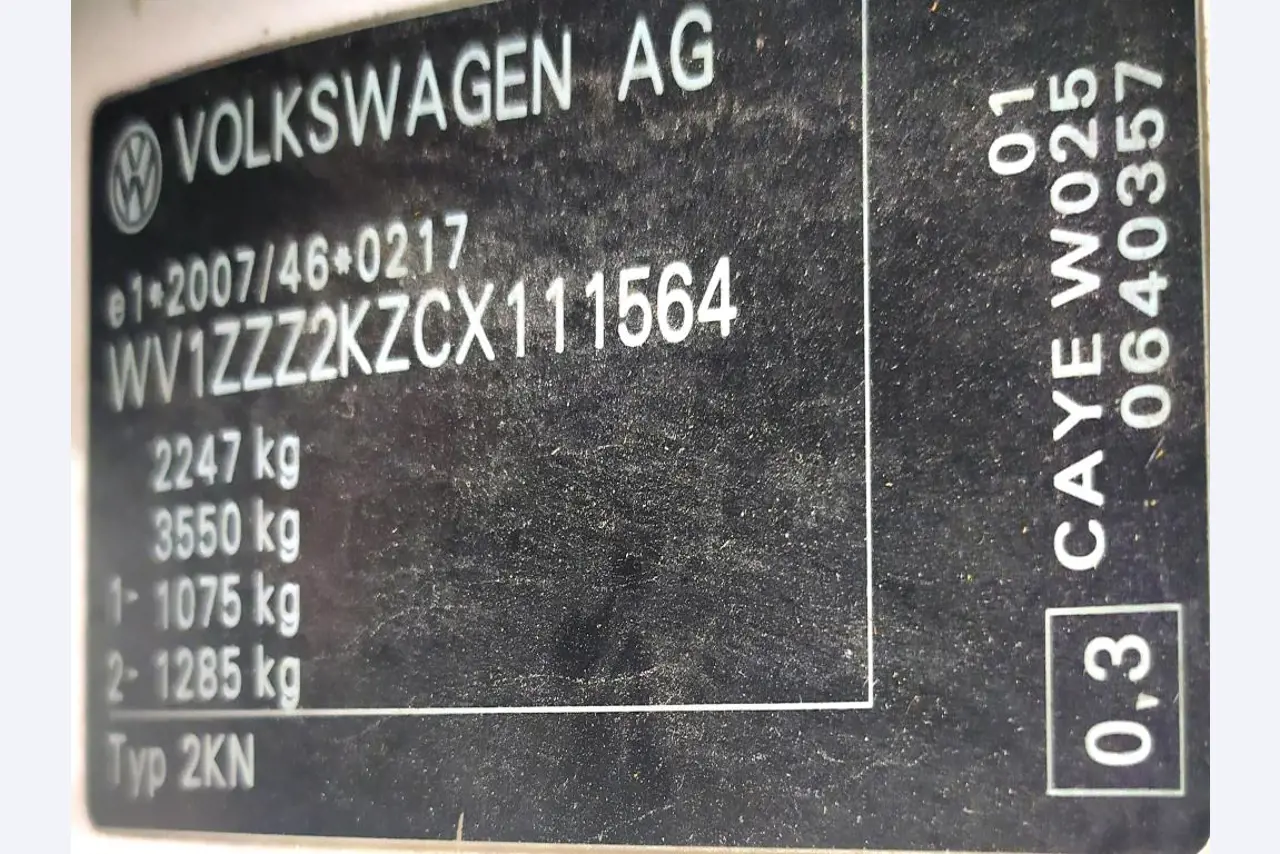 VOLKSWAGEN AG
e1*2007/46*0217
WV1ZZZ2KZCX111564
2247 kg
3550 kg
1- 1075 kg
2- 1285 kg
Typ 2KN
01
CAYE W025
0640357
0,3